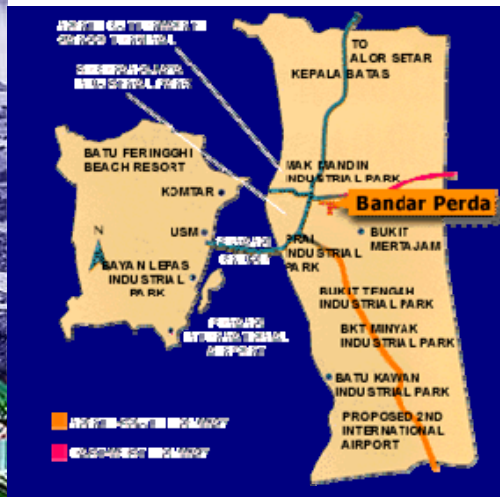 TO
ALOR SETAR
KEPALA BATAS
BATU FERINGGHI
BEACH RESORT
MAK MANDIN
INDUSTRIAL PARK
KOMTAR
Bandar Perda
USM
BUKIT
MERTAJAM
PRAI
INDUSTRIAL
PARK
N
BAYAN LEPAS
INDUSTRIAL
PARK
BUKIT TENGAH
INDUSTRIAL PARK
BKT MINYAK
INDUSTRIAL PARK
INTERNATIONAL
AIRPORT
BATU KAWAN
INDUSTRIAL PARK
PROPOSED 2ND
INTERNATIONAL
AIRPORT